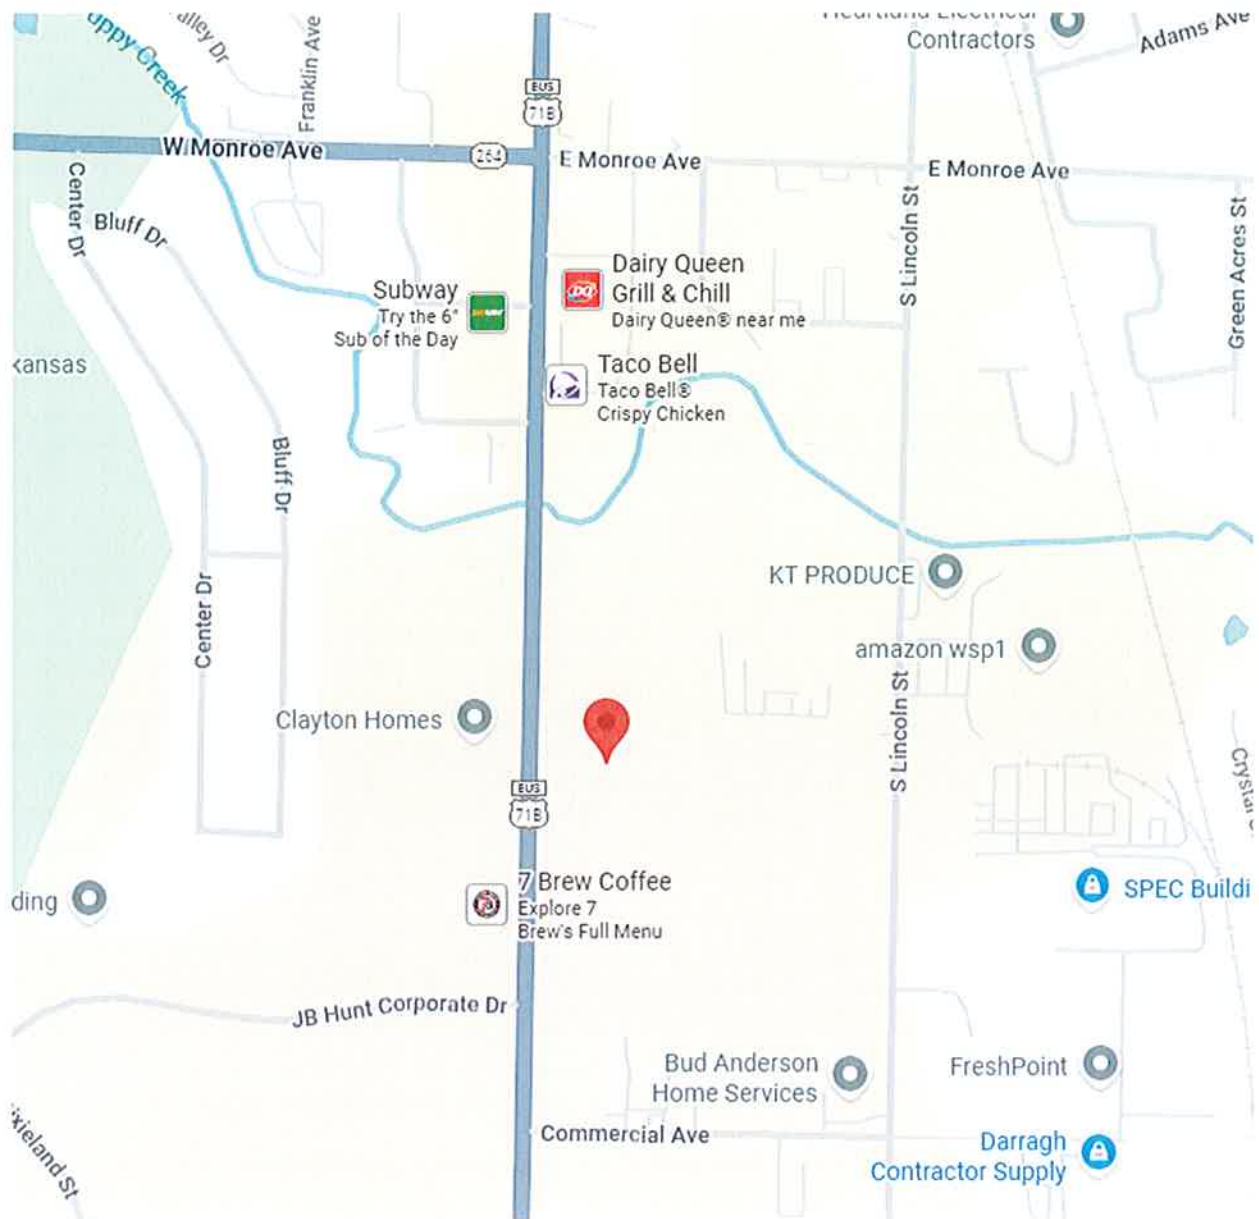 Contractors
Adams Ave
Franklin Ave
BUS
71B
W Monroe Ave
264
E Monroe Ave
E Monroe Ave
Center Dr
Bluff Dr
S Lincoln St
Green Acres St
Dairy Queen
Grill & Chill
Dairy Queen® near me
Subway
Try the 6"
Sub of the Day
kansas
Taco Bell
Taco Bell®
Crispy Chicken
Bluff Dr
KT PRODUCE
Center Dr
amazon wsp1
S Lincoln St
Clayton Homes
BUS
71B
7 Brew Coffee
Explore 7
Brew's Full Menu
ding
SPEC Buildi
JB Hunt Corporate Dr
Bud Anderson
Home Services
FreshPoint
Commercial Ave
Darragh
Contractor Supply
ixieland St